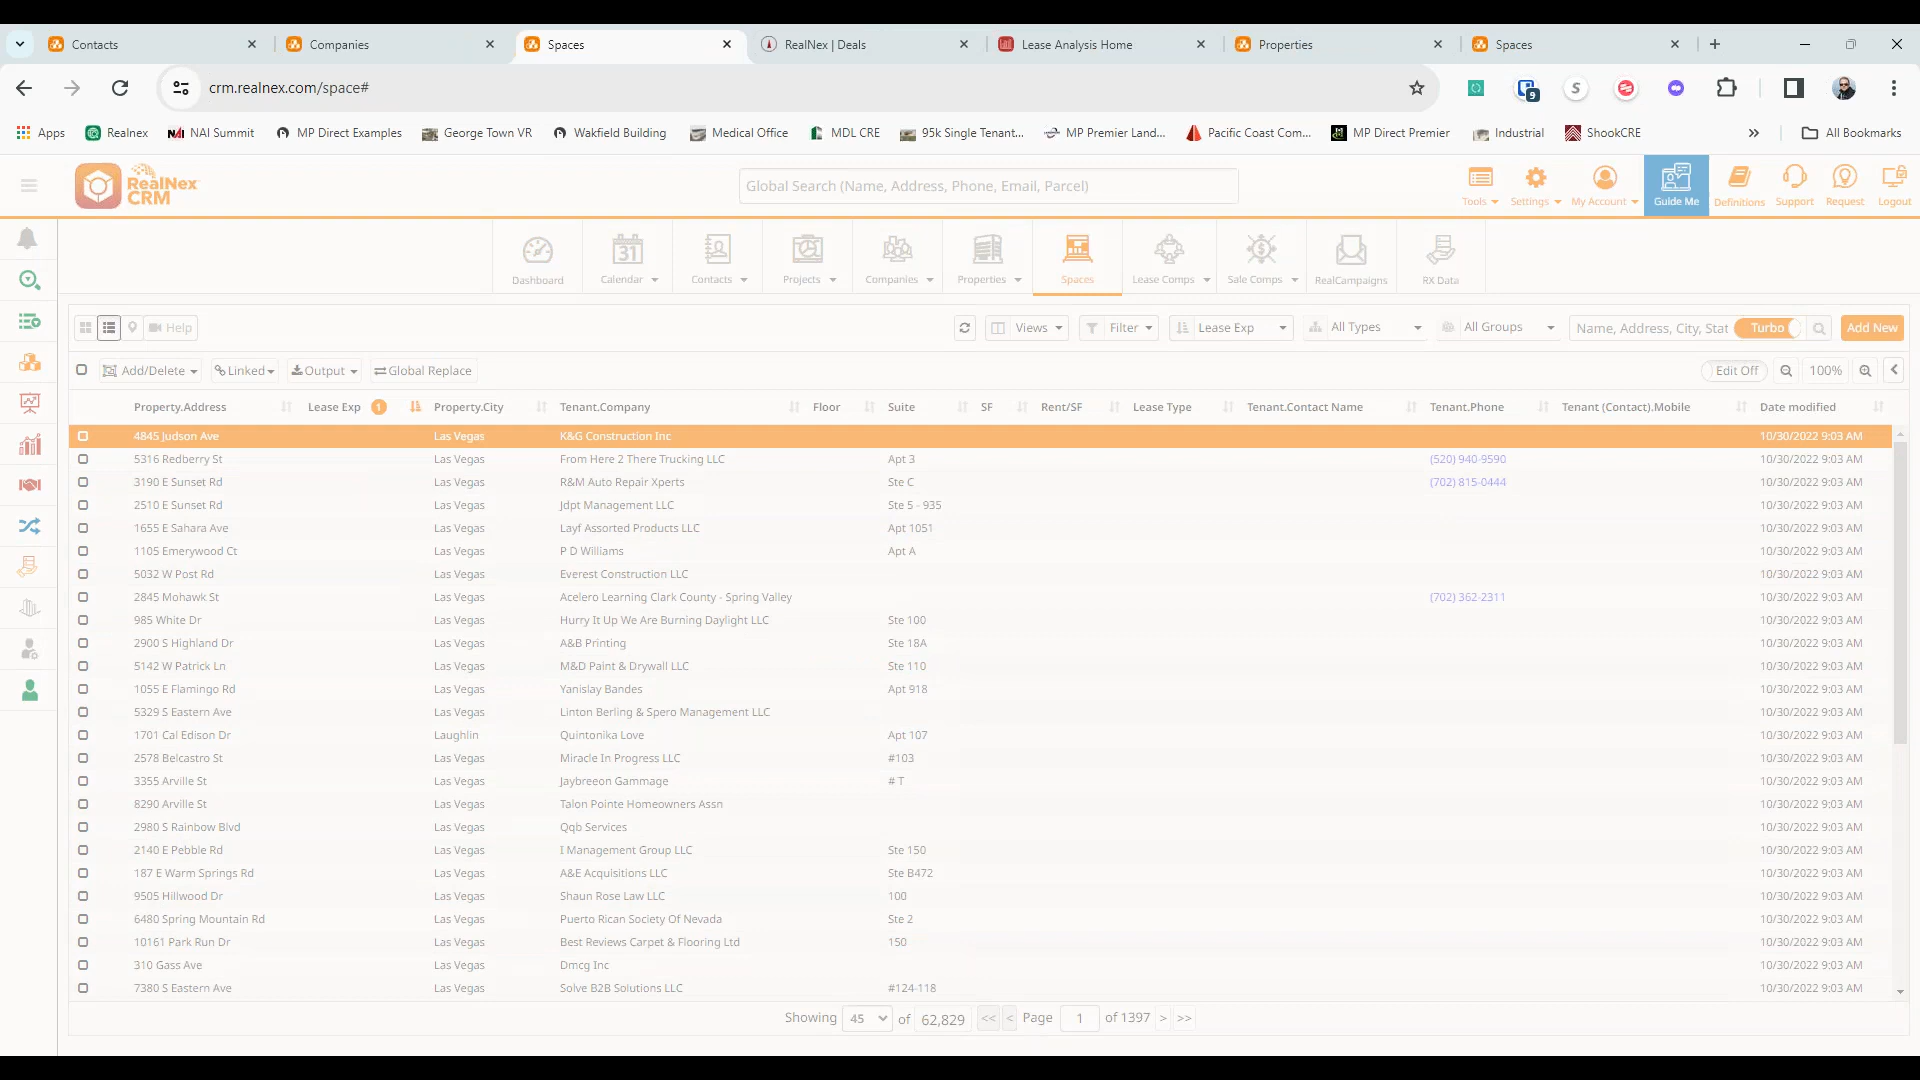 Contacts
Companies
Spaces
RealNex | Deals
Lease Analysis Home
Properties
Spaces
crm.realnex.com/space#
9
S
Apps
Realnex
NAI Summit
MP Direct Examples
George Town VR
Wakfield Building
Medical Office
MDL CRE
95k Single Tenant...
MP Premier Land...
Pacific Coast Com...
MP Direct Premier
Industrial
ShookCRE
All Bookmarks
RealNex CRM
Global Search (Name, Address, Phone, Email, Parcel)
Tools
Settings
My Account
Guide Me
Definitions
Support
Request
Logout
Dashboard
31
Calendar
Contacts
Projects
Companies
Properties
Spaces
Lease Comps
Sale Comps
RealCampaigns
RX Data
Help
Views
Filter
Lease Exp
All Types
All Groups
Name, Address, City, Stat
Turbo
Add New
Add/Delete
Linked
Output
Global Replace
Edit Off
100%
Property.Address Lease Exp 1 Property.City Tenant.Company Floor Suite SF Rent/SF Lease Type Tenant.Contact Name Tenant.Phone Tenant (Contact).Mobile Date modified
4845 Judson Ave Las Vegas K&G Construction Inc 10/30/2022 9:03 AM
5316 Redberry St Las Vegas From Here 2 There Trucking LLC Apt 3 (520) 940-9590 10/30/2022 9:03 AM
3190 E Sunset Rd Las Vegas R&M Auto Repair Xperts Ste C (702) 815-0444 10/30/2022 9:03 AM
2510 E Sunset Rd Las Vegas Jdpt Management LLC Ste 5 - 935 10/30/2022 9:03 AM
1655 E Sahara Ave Las Vegas Layf Assorted Products LLC Apt 1051 10/30/2022 9:03 AM
1105 Emerywood Ct Las Vegas P D Williams Apt A 10/30/2022 9:03 AM
5032 W Post Rd Las Vegas Everest Construction LLC 10/30/2022 9:03 AM
2845 Mohawk St Las Vegas Acelero Learning Clark County - Spring Valley (702) 362-2311 10/30/2022 9:03 AM
985 White Dr Las Vegas Hurry It Up We Are Burning Daylight LLC Ste 100 10/30/2022 9:03 AM
2900 S Highland Dr Las Vegas A&B Printing Ste 18A 10/30/2022 9:03 AM
5142 W Patrick Ln Las Vegas M&D Paint & Drywall LLC Ste 110 10/30/2022 9:03 AM
1055 E Flamingo Rd Las Vegas Yanislay Bandes Apt 918 10/30/2022 9:03 AM
5329 S Eastern Ave Las Vegas Linton Berling & Spero Management LLC 10/30/2022 9:03 AM
1701 Cal Edison Dr Laughlin Quintonika Love Apt 107 10/30/2022 9:03 AM
2578 Belcastro St Las Vegas Miracle In Progress LLC #103 10/30/2022 9:03 AM
3355 Arville St Las Vegas Jaybreeon Gammage # T 10/30/2022 9:03 AM
8290 Arville St Las Vegas Talon Pointe Homeowners Assn 10/30/2022 9:03 AM
2980 S Rainbow Blvd Las Vegas Qqb Services 10/30/2022 9:03 AM
2140 E Pebble Rd Las Vegas I Management Group LLC Ste 150 10/30/2022 9:03 AM
187 E Warm Springs Rd Las Vegas A&E Acquisitions LLC Ste B472 10/30/2022 9:03 AM
9505 Hillwood Dr Las Vegas Shaun Rose Law LLC 100 10/30/2022 9:03 AM
6480 Spring Mountain Rd Las Vegas Puerto Rican Society Of Nevada Ste 2 10/30/2022 9:03 AM
10161 Park Run Dr Las Vegas Best Reviews Carpet & Flooring Ltd 150 10/30/2022 9:03 AM
310 Gass Ave Las Vegas Dmcg Inc 10/30/2022 9:03 AM
7380 S Eastern Ave Las Vegas Solve B2B Solutions LLC #124-118 10/30/2022 9:03 AM
Showing 45 of 62,829 << < Page 1 of 1397 > >>